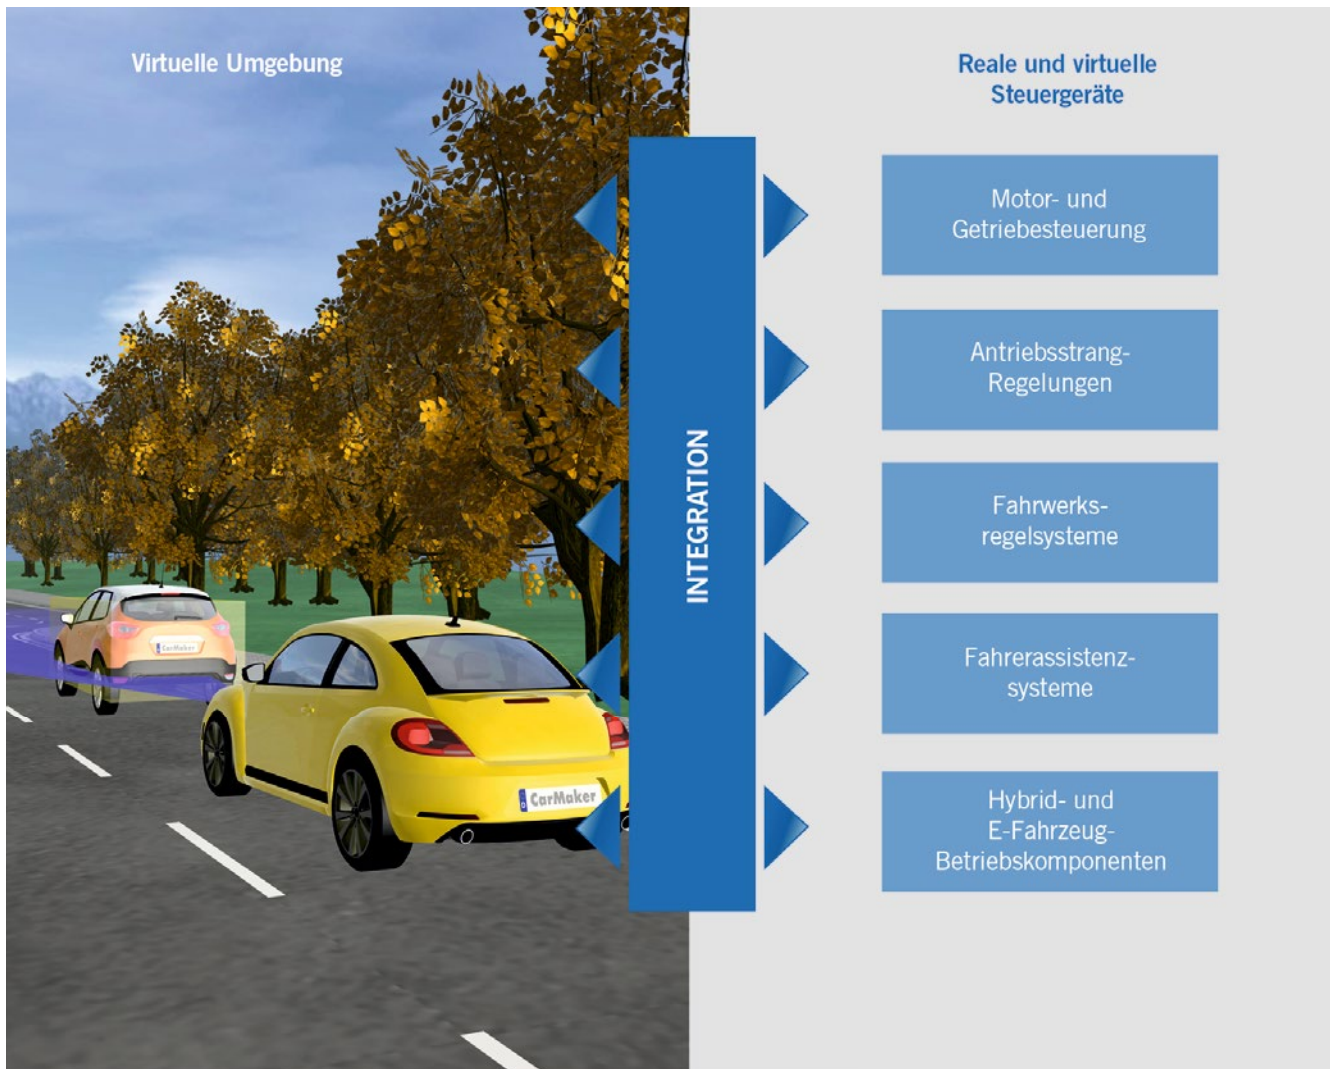 Virtuelle Umgebung
Reale und virtuelle
Steuergeräte
INTEGRATION
Motor- und
Getriebesteuerung
Antriebsstrang-
Regelungen
Fahrwerks-
regelsysteme
Fahrerassistenz-
systeme
Hybrid- und
E-Fahrzeug-
Betriebskomponenten
CarMaker
CarMaker